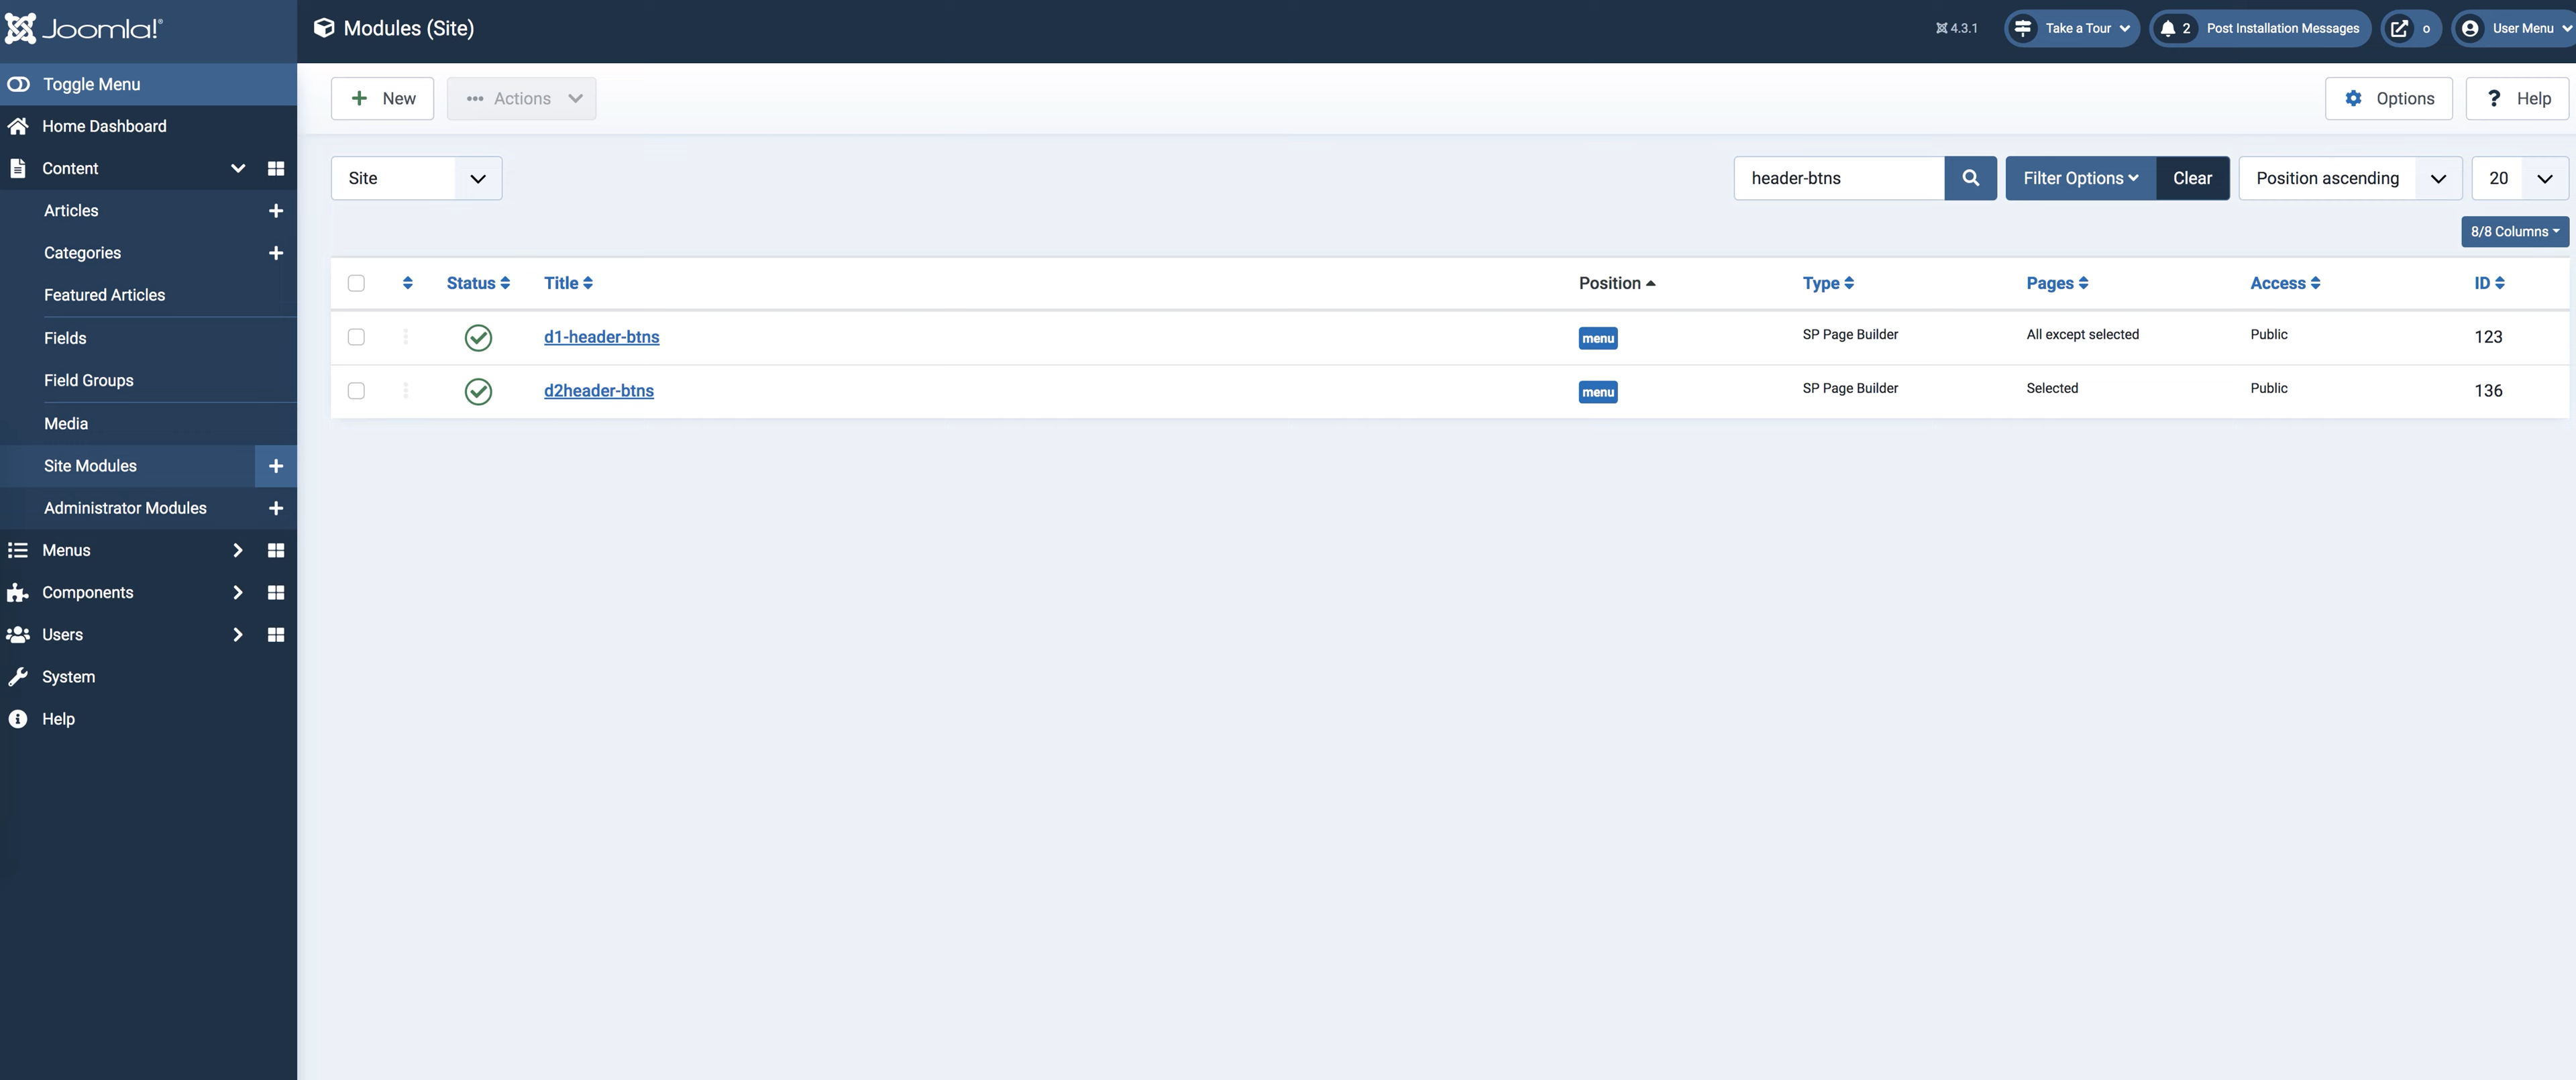 Joomla!®
Modules (Site)
4.3.1
Take a Tour
2 Post Installation Messages
User Menu
Toggle Menu
New
Actions
Options
? Help
Home Dashboard
Content
Site
header-btns
Filter Options
Clear
Position ascending
20
Articles
8/8 Columns
Categories
Status Title Position Type Pages Access ID
Featured Articles
Fields
d1-header-btns menu SP Page Builder All except selected Public 123
Field Groups
d2header-btns menu SP Page Builder Selected Public 136
Media
Site Modules
Administrator Modules
Menus
Components
Users
System
Help